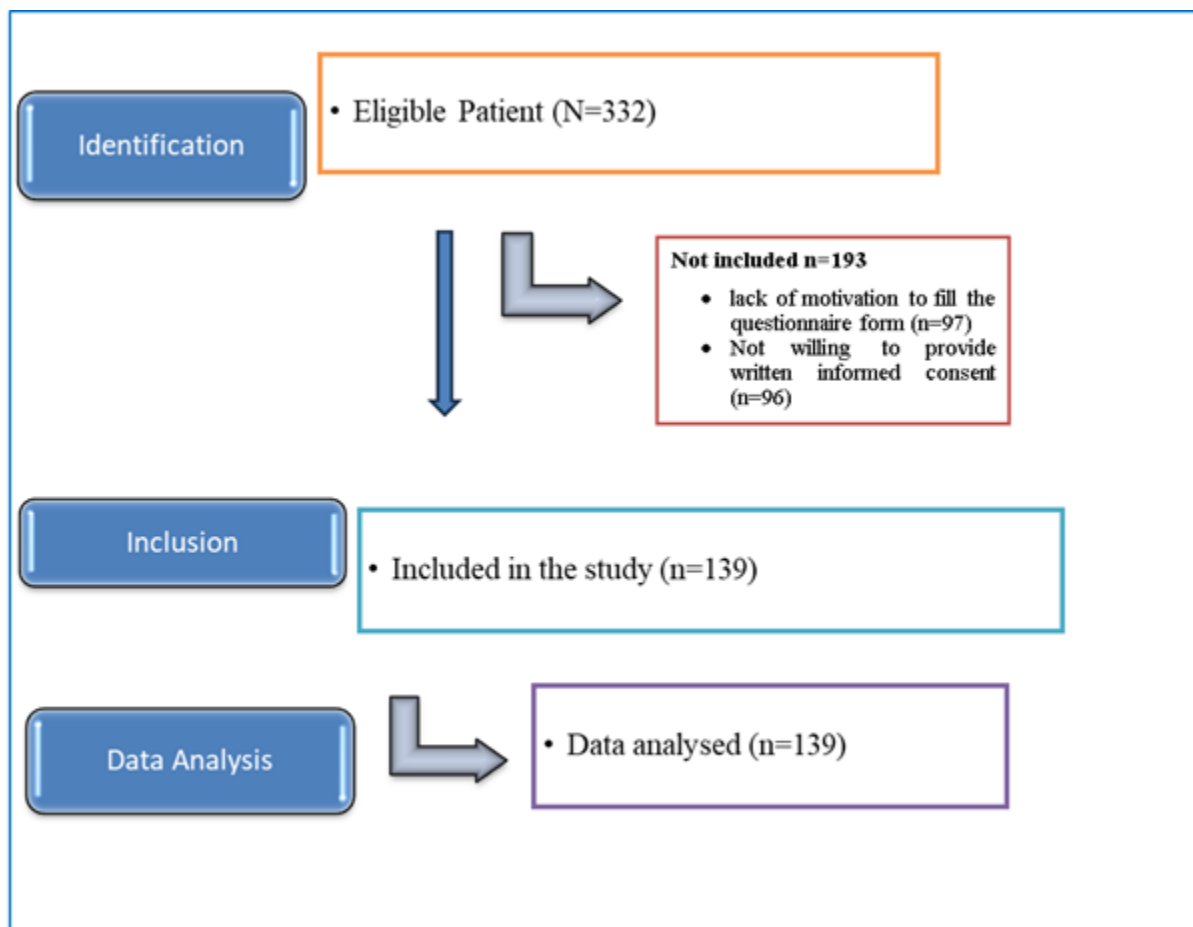 Identification
• Eligible Patient (N=332)
Not included n=193
• lack of motivation to fill the
questionnaire form (n=97)
• Not willing to provide
written informed consent
(n=96)
Inclusion
• Included in the study (n=139)
Data Analysis
• Data analysed (n=139)